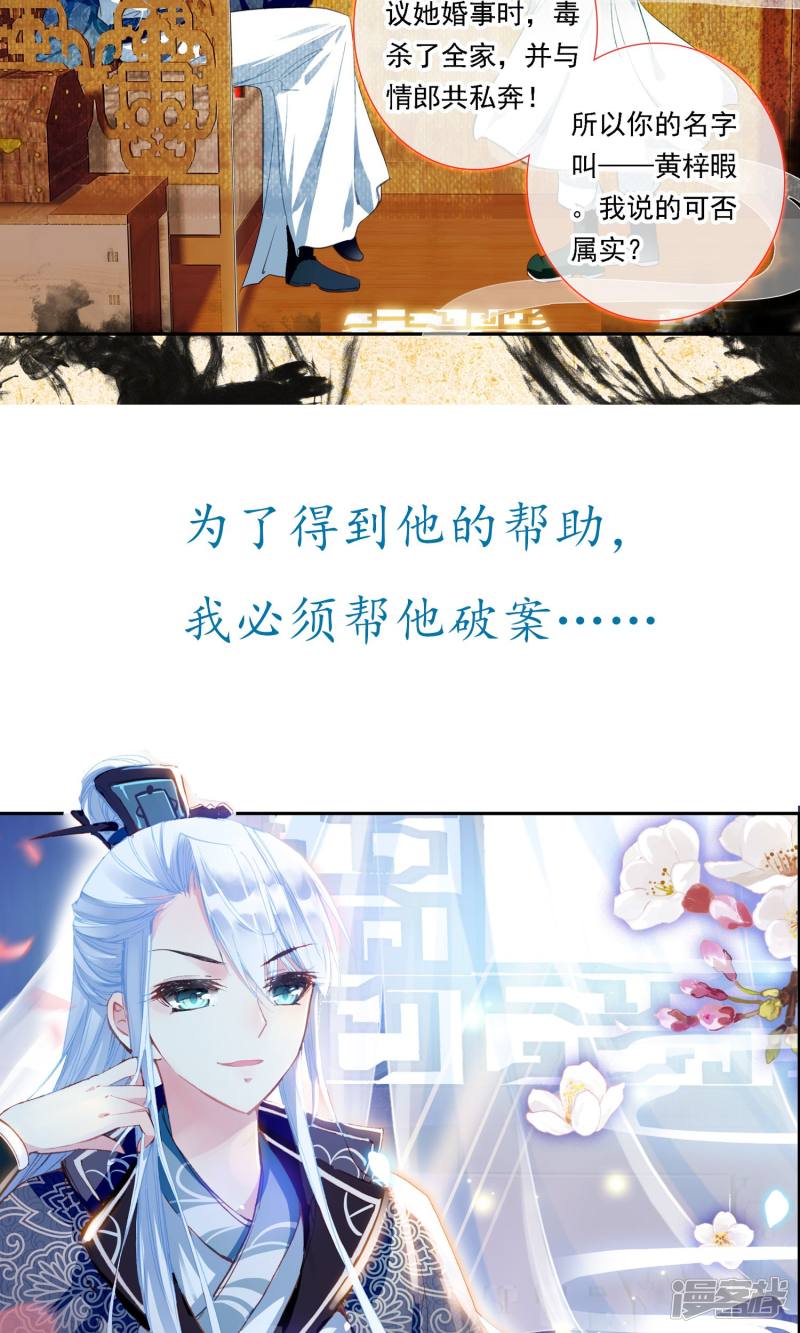 议她婚事时，毒
杀了全家，并与
情郎共私奔！
所以你的名字
叫——黄梓暇
。我说的可否
属实？
为了得到他的帮助，
我必须帮他破案……
漫客栈